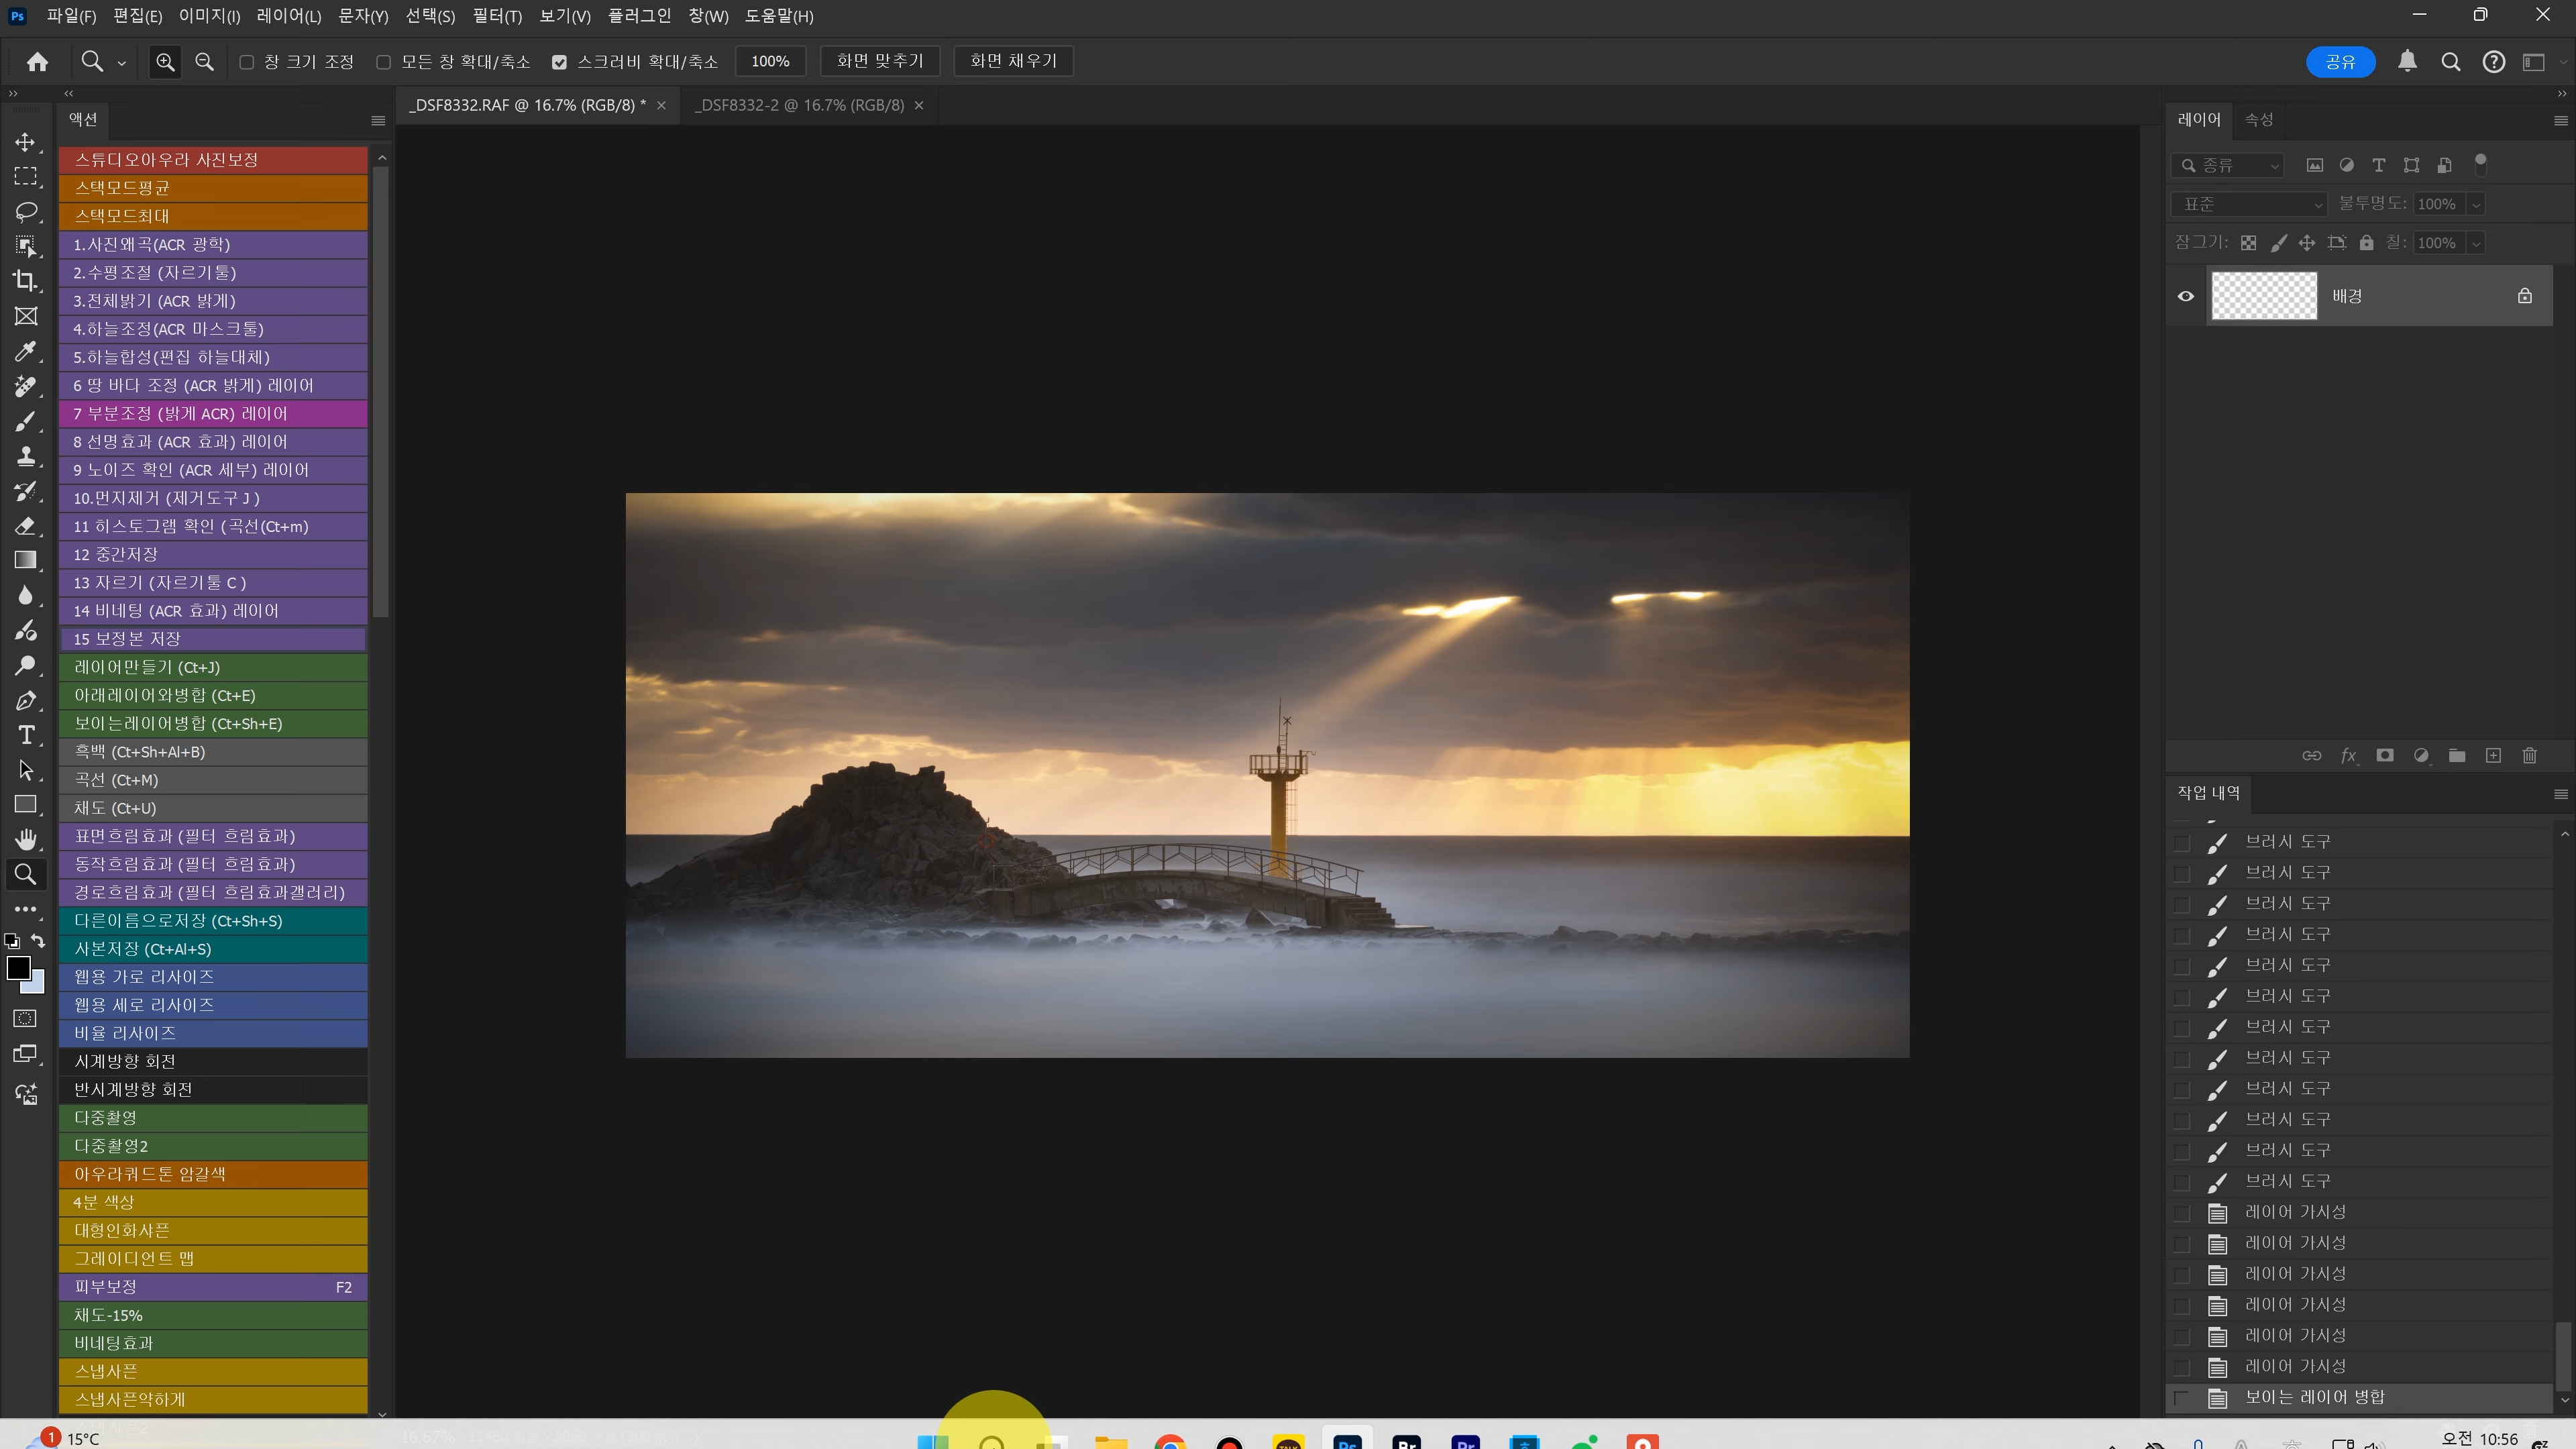 Ps 파일(F) 편집(E) 이미지(I) 레이어(L) 문자(Y) 선택(S) 필터(T) 보기(V) 플러그인 창(W) 도움말(H)
창 크기 조정 모든 창 확대/축소 스크러비 확대/축소 100% 화면 맞추기 화면 채우기 공유
_DSF8332.RAF @ 16.7% (RGB/8) * _DSF8332-2 @ 16.7% (RGB/8)
액션
스튜디오아우라 사진보정
스택모드평균
스택모드최대
1.사진왜곡(ACR 광학)
2.수평조절 (자르기툴)
3.전체밝기 (ACR 밝게)
4.하늘조정(ACR 마스크툴)
5.하늘합성(편집 하늘대체)
6 땅 바다 조정 (ACR 밝게) 레이어
7 부분조정 (밝게 ACR) 레이어
8 선명효과 (ACR 효과) 레이어
9 노이즈 확인 (ACR 세부) 레이어
10.먼지제거 (제거도구 J )
11 히스토그램 확인 (곡선(Ct+m)
12 중간저장
13 자르기 (자르기툴 C )
14 비네팅 (ACR 효과) 레이어
15 보정본 저장
레이어만들기 (Ct+J)
아래레이어와병합 (Ct+E)
보이는레이어병합 (Ct+Sh+E)
흑백 (Ct+Sh+Al+B)
곡선 (Ct+M)
채도 (Ct+U)
표면흐림효과 (필터 흐림효과)
동작흐림효과 (필터 흐림효과)
경로흐림효과 (필터 흐림효과갤러리)
다른이름으로저장 (Ct+Sh+S)
사본저장 (Ct+Al+S)
웹용 가로 리사이즈
웹용 세로 리사이즈
비율 리사이즈
시계방향 회전
반시계방향 회전
다중촬영
다중촬영2
아우라쿼드톤 암갈색
4분 색상
대형인화샤픈
그레이디언트 맵
피부보정 F2
채도-15%
비네팅효과
스냅샤픈
스냅샤픈약하게
레이어 속성
종류
표준 불투명도: 100%
잠그기: 칠: 100%
배경
fx
작업 내역
브러시 도구
브러시 도구
브러시 도구
브러시 도구
브러시 도구
브러시 도구
브러시 도구
브러시 도구
브러시 도구
브러시 도구
브러시 도구
브러시 도구
레이어 가시성
레이어 가시성
레이어 가시성
레이어 가시성
레이어 가시성
레이어 가시성
보이는 레이어 병합
1 15°C
Ps Br Pr
오전 10:56